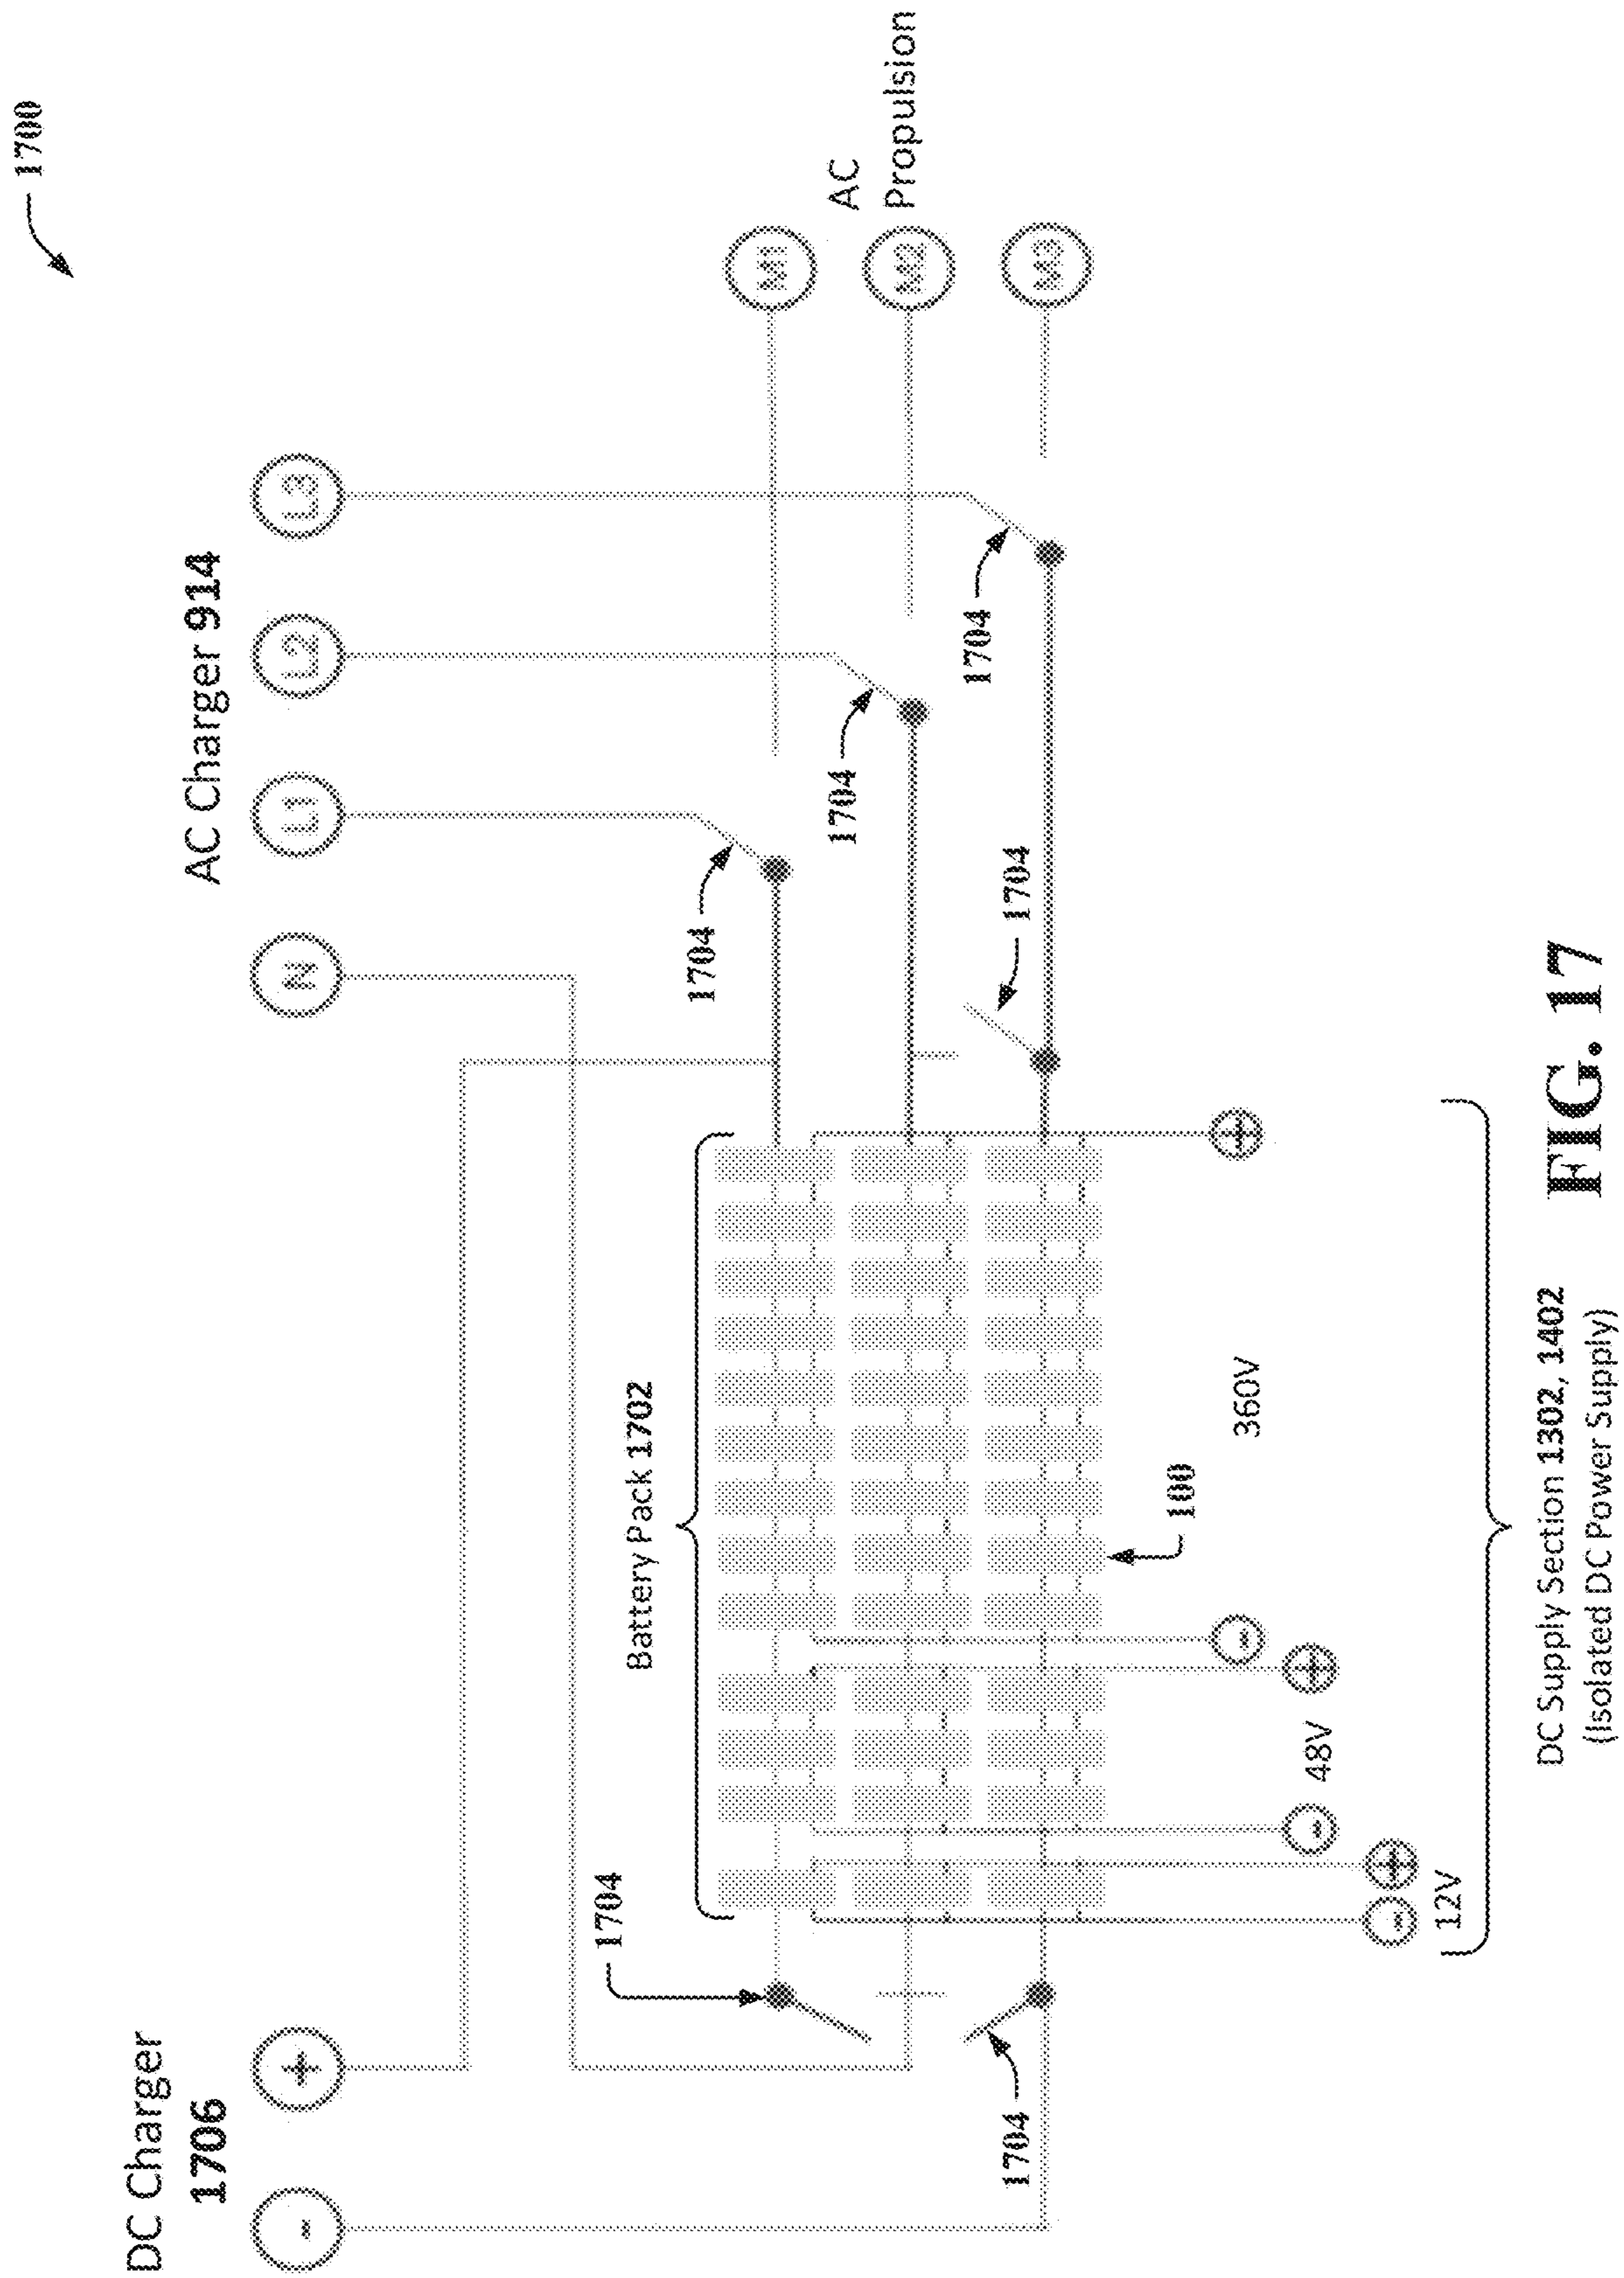 1700
DC Charger
1706
-
+
AC Charger 914
N
L1
L2
L3
1704
Battery Pack 1702
1704
1704
1704
1704
1704
M1
M2
M3
AC
Propulsion
100
-
+
360V
-
+
48V
-
+
12V
DC Supply Section 1302, 1402
(Isolated DC Power Supply)
FIG. 17